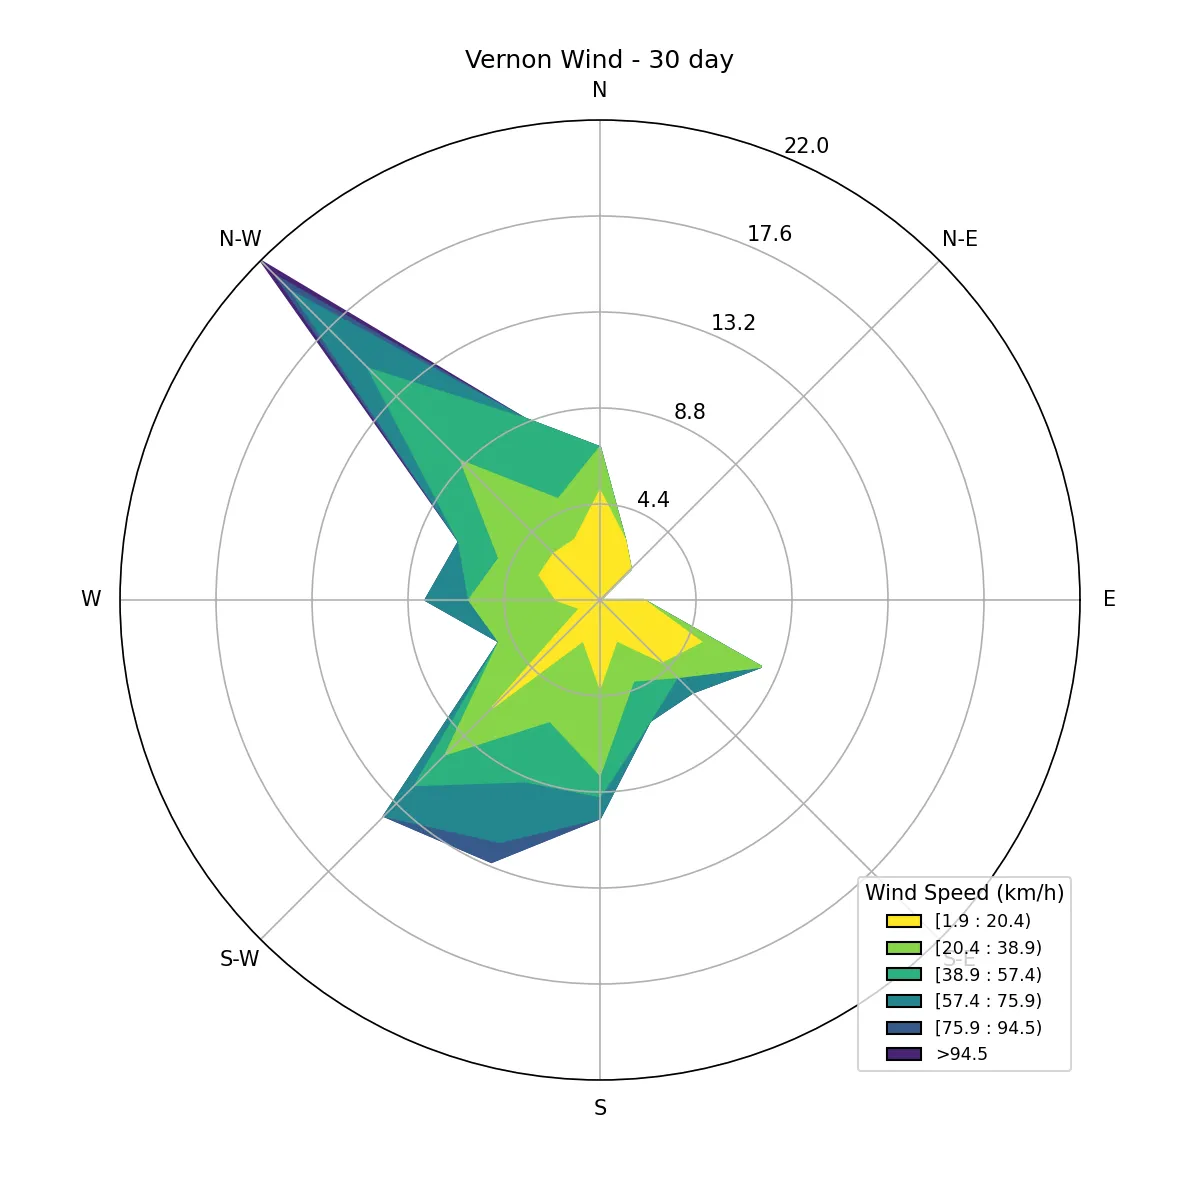 Vernon Wind - 30 day
N
22.0
N-W
N-E
17.6
13.2
8.8
4.4
W
E
S-W
S-E
S
Wind Speed (km/h)
[1.9 : 20.4)
[20.4 : 38.9)
[38.9 : 57.4)
[57.4 : 75.9)
[75.9 : 94.5)
>94.5